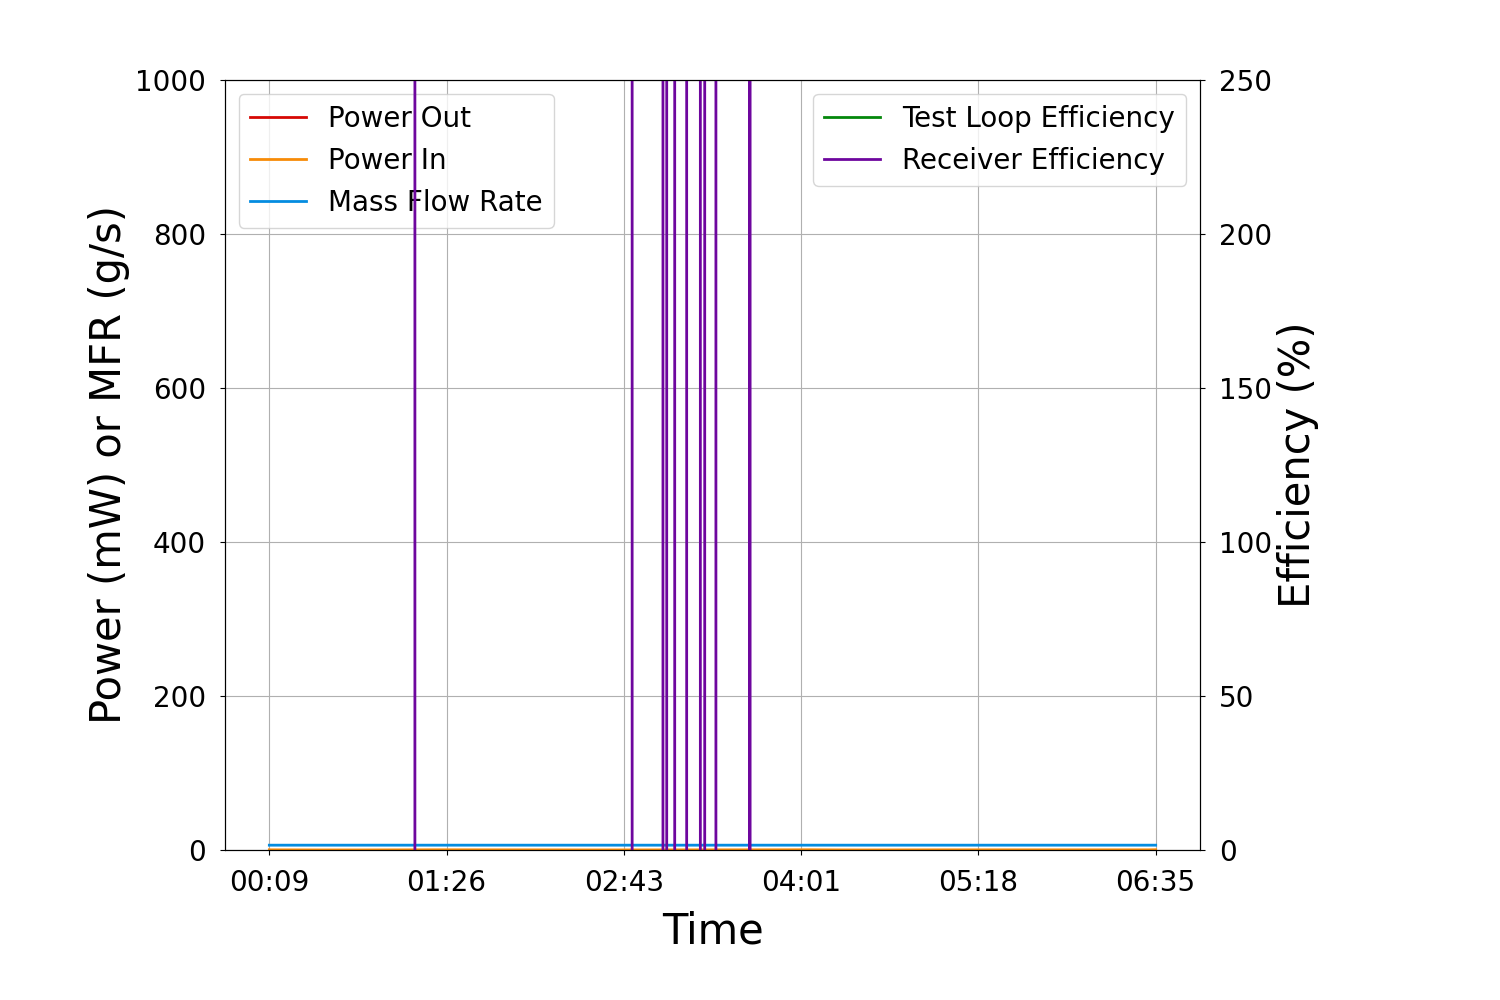 1000
800
600
400
200
0
Power (mW) or MFR (g/s)
Power Out
Power In
Mass Flow Rate
Test Loop Efficiency
Receiver Efficiency
250
200
150
100
50
0
Efficiency (%)
00:09 01:26 02:43 04:01 05:18 06:35
Time